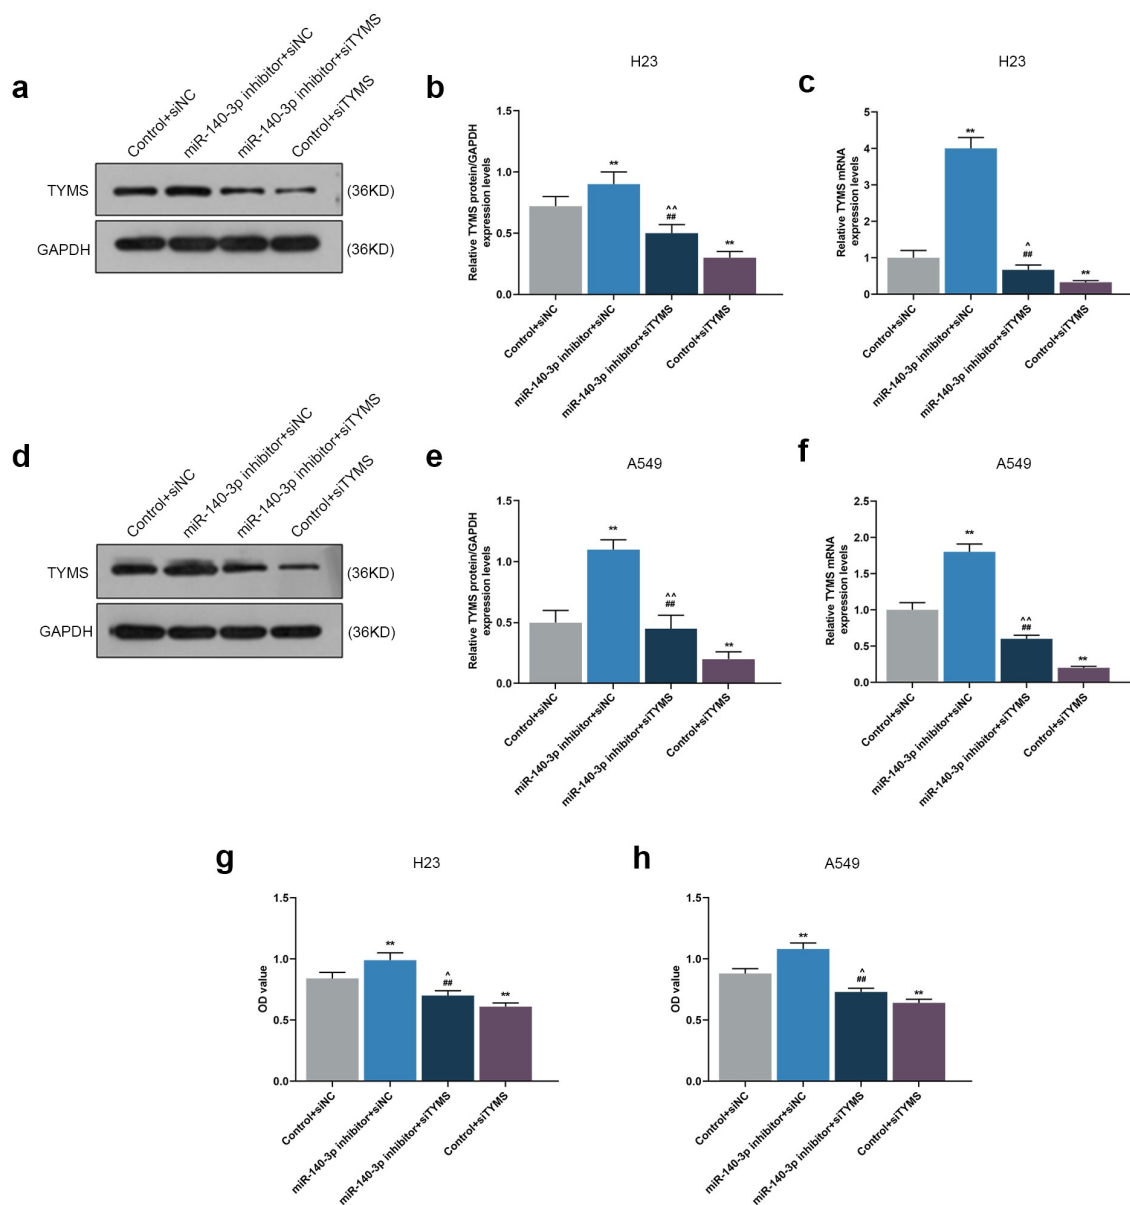 a
Control+siNC
miR-140-3p inhibitor+siNC
miR-140-3p inhibitor+siTYMS
Control+siTYMS
TYMS
(36KD)
GAPDH
(36KD)
b
H23
Relative TYMS protein/GAPDH
expression levels
1.5
1.0
0.5
0.0
**
^^
##
**
Control+siNC
miR-140-3p inhibitor+siNC
miR-140-3p inhibitor+siTYMS
Control+siTYMS
c
H23
Relative TYMS mRNA
expression levels
5
4
3
2
1
0
**
^
##
**
Control+siNC
miR-140-3p inhibitor+siNC
miR-140-3p inhibitor+siTYMS
Control+siTYMS
d
Control+siNC
miR-140-3p inhibitor+siNC
miR-140-3p inhibitor+siTYMS
Control+siTYMS
TYMS
(36KD)
GAPDH
(36KD)
e
A549
Relative TYMS protein/GAPDH
expression levels
1.5
1.0
0.5
0.0
**
^^
##
**
Control+siNC
miR-140-3p inhibitor+siNC
miR-140-3p inhibitor+siTYMS
Control+siTYMS
f
A549
Relative TYMS mRNA
expression levels
2.5
2.0
1.5
1.0
0.5
0.0
**
^^
##
**
Control+siNC
miR-140-3p inhibitor+siNC
miR-140-3p inhibitor+siTYMS
Control+siTYMS
g
H23
OD value
1.5
1.0
0.5
0.0
**
^
##
**
Control+siNC
miR-140-3p inhibitor+siNC
miR-140-3p inhibitor+siTYMS
Control+siTYMS
h
A549
OD value
1.5
1.0
0.5
0.0
**
^
##
**
Control+siNC
miR-140-3p inhibitor+siNC
miR-140-3p inhibitor+siTYMS
Control+siTYMS